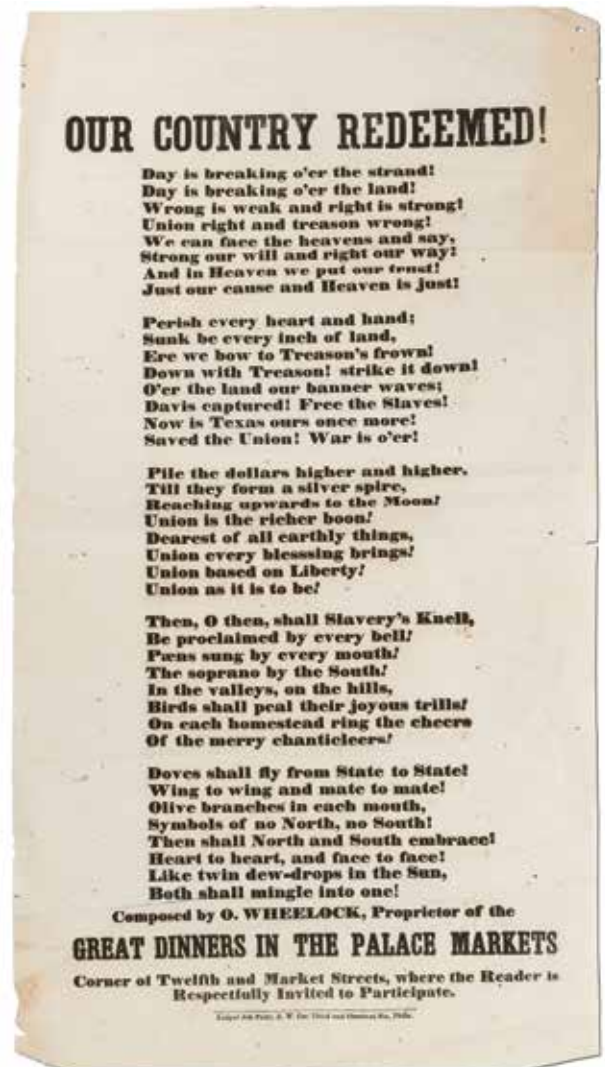 OUR COUNTRY REDEEMED!
Day is breaking o'er the strand!
Day is breaking o'er the land!
Wrong is weak and right is strong!
Union right and treason wrong!
We can face the heavens and say,
Strong our will and right our way!
And in Heaven we put our trust!
Just our cause and Heaven is just!
Perish every heart and hand;
Sunk be every inch of land,
Ere we bow to Treason's frown!
Down with Treason! strike it down!
O'er the land our banner waves;
Davis captured! Free the Slaves!
Now is Texas ours once more!
Saved the Union! War is o'er!
Pile the dollars higher and higher.
Till they form a silver spire,
Reaching upwards to the Moon!
Union is the richer boon!
Dearest of all earthly things,
Union every blesssing brings!
Union based on Liberty!
Union as it is to be!
Then, O then, shall Slavery's Knell,
Be proclaimed by every bell!
Pæns sung by every mouth!
The soprano by the South!
In the valleys, on the hills,
Birds shall peal their joyous trills!
On each homestead ring the cheers
Of the merry chanticleers!
Doves shall fly from State to State!
Wing to wing and mate to mate!
Olive branches in each mouth,
Symbols of no North, no South!
Then shall North and South embrace!
Heart to heart, and face to face!
Like twin dew-drops in the Sun,
Both shall mingle into one!
Composed by O. WHEELOCK, Proprietor of the
GREAT DINNERS IN THE PALACE MARKETS
Corner of Twelfth and Market Streets, where the Reader is
Respectfully Invited to Participate.
Third and Phila.